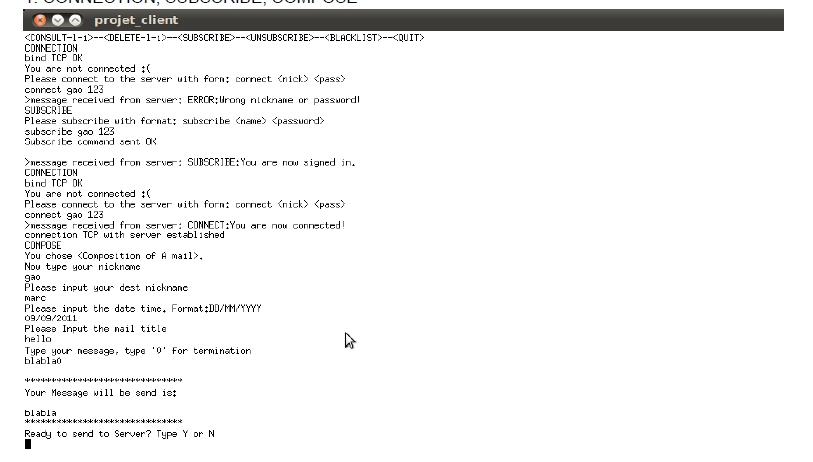 1. CONNECTION, SUBSCRIBE, COMPOSE
projet_client
<CONSULT-l-i>--<DELETE-l-i>--<SUBSCRIBE>--<UNSUBSCRIBE>--<BLACKLIST>--<QUIT>
CONNECTION
bind TCP OK
You are not connected :(
Please connect to the server with form: connect <nick> <pass>
connect gao 123
>message received from server: ERROR:Wrong nickname or password!
SUBSCRIBE
Please subscribe with format: subscribe <name> <password>
subscribe gao 123
Subscribe command sent OK
>message received from server: SUBSCRIBE:You are now signed in.
CONNECTION
bind TCP OK
You are not connected :(
Please connect to the server with form: connect <nick> <pass>
connect gao 123
>message received from server: CONNECT:You are now connected!
connection TCP with server established
COMPOSE
You chose <Composition of A mail>.
Now type your nickname
gao
Please input your dest nickname
marc
Please input the date time. Format:DD/MM/YYYY
09/09/2011
Please Input the mail title
hello
Type your message, type '0' for termination
blabla0
******************************
Your Message will be send is:
blabla
******************************
Ready to send to Server? Type Y or N